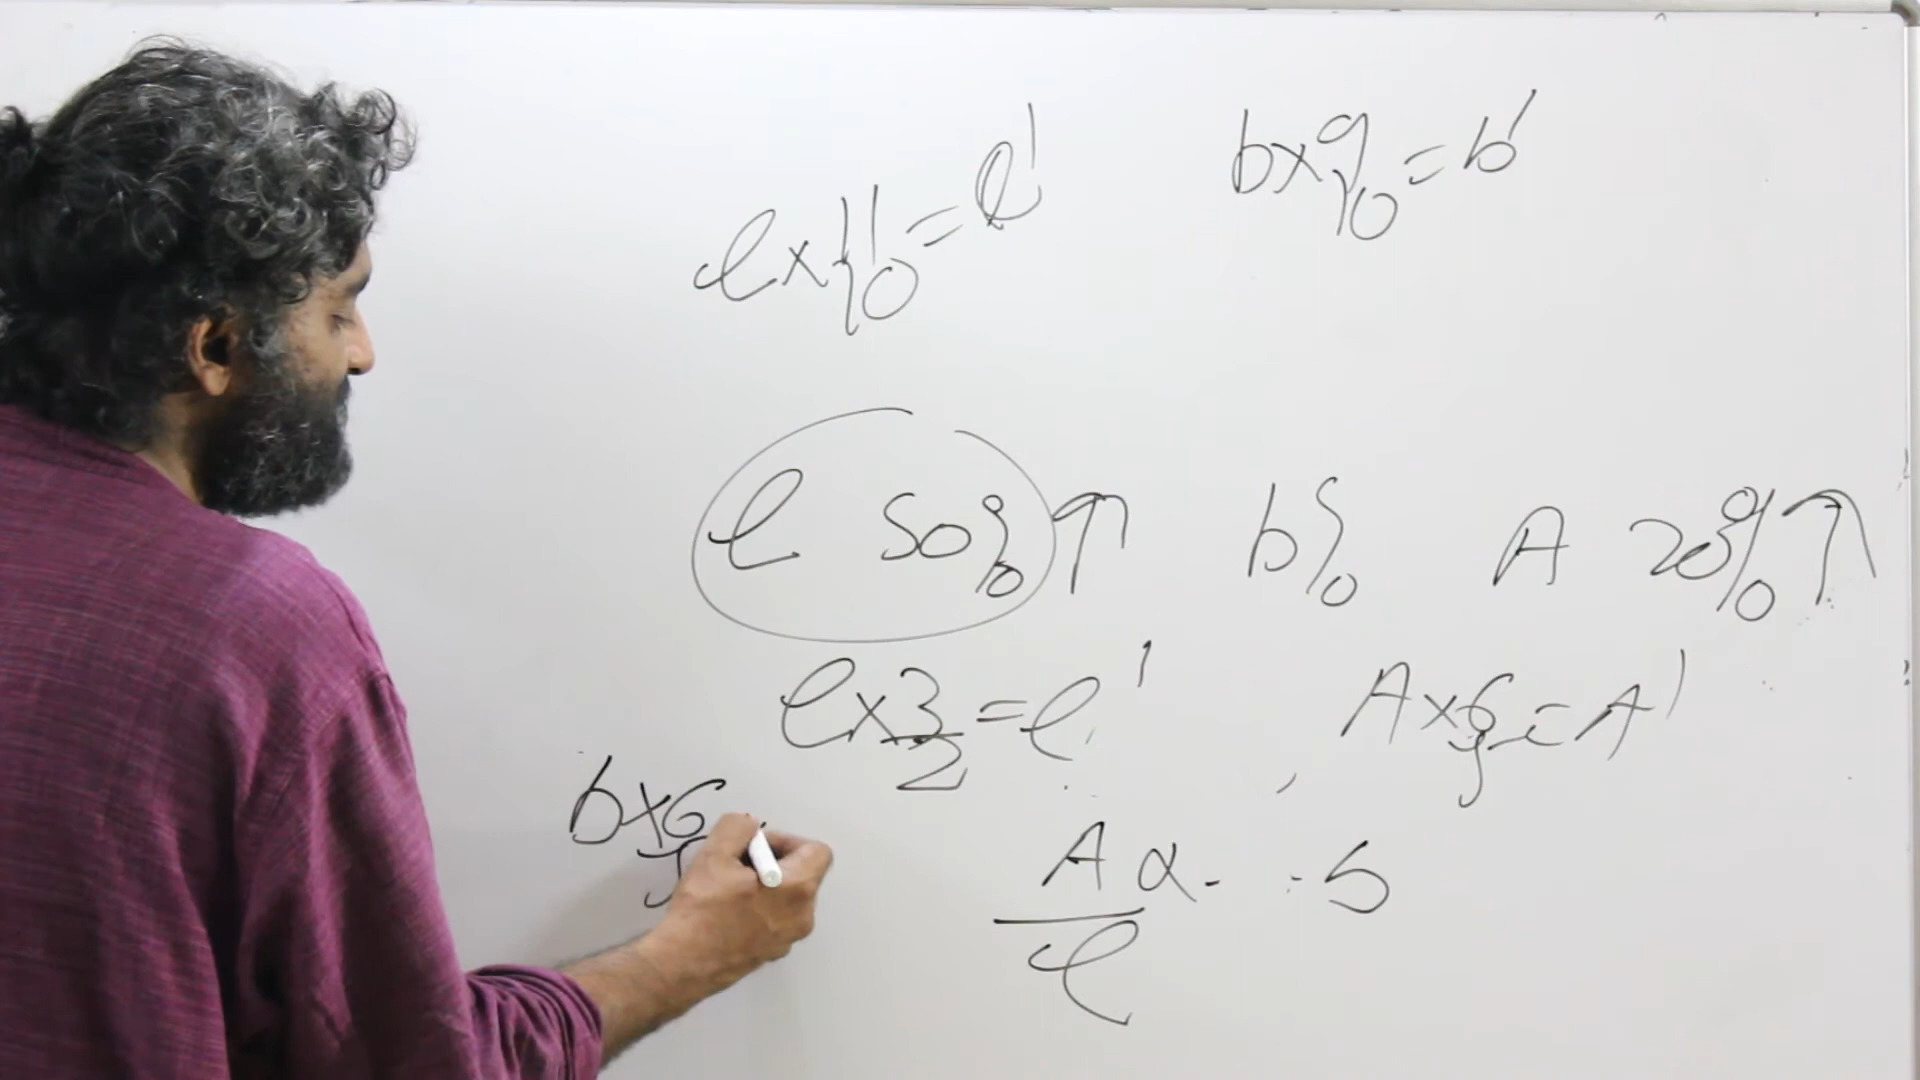 l x 11/10 = l'
b x 9/10 = b'
l 50% ↑ b% A 20% ↑
l x 3/2 = l' A x 6/5 = A'
b x 6/5
A/l α b